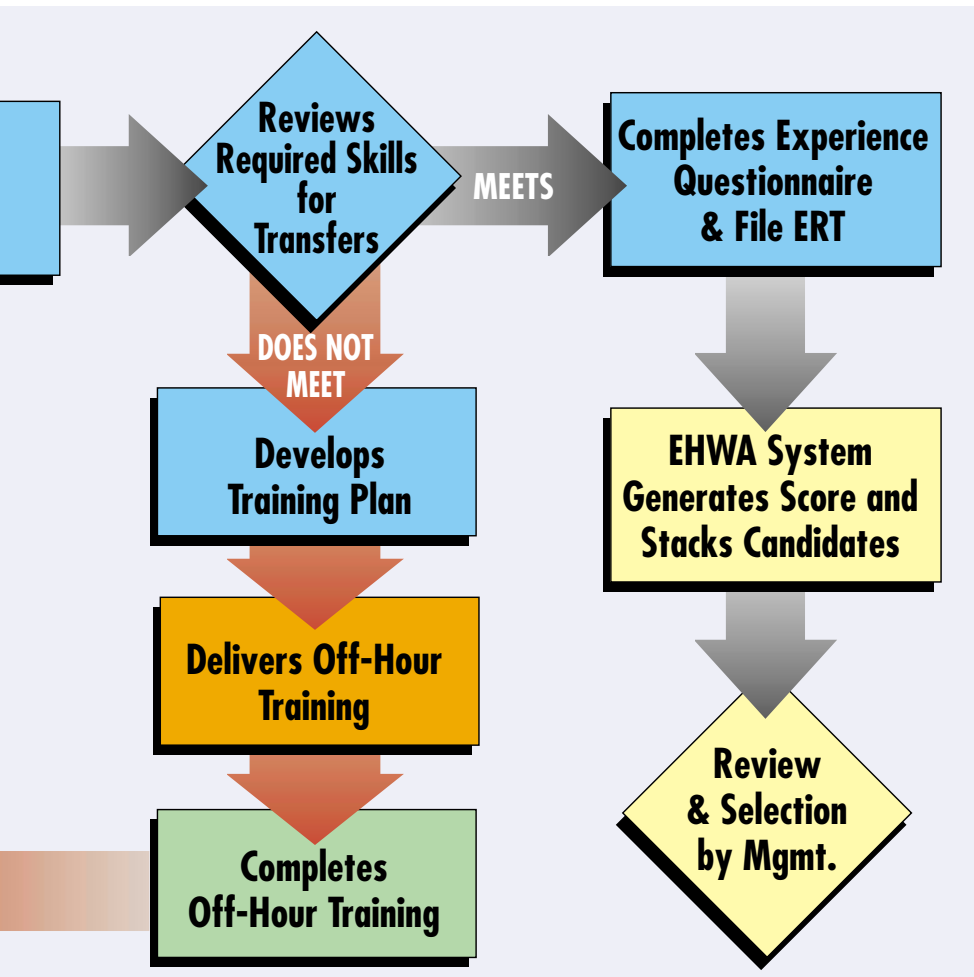 Reviews
Required Skills
for
Transfers
MEETS
Completes Experience
Questionnaire
& File ERT
DOES NOT
MEET
Develops
Training Plan
EHWA System
Generates Score and
Stacks Candidates
Delivers Off-Hour
Training
Review
& Selection
by Mgmt.
Completes
Off-Hour Training